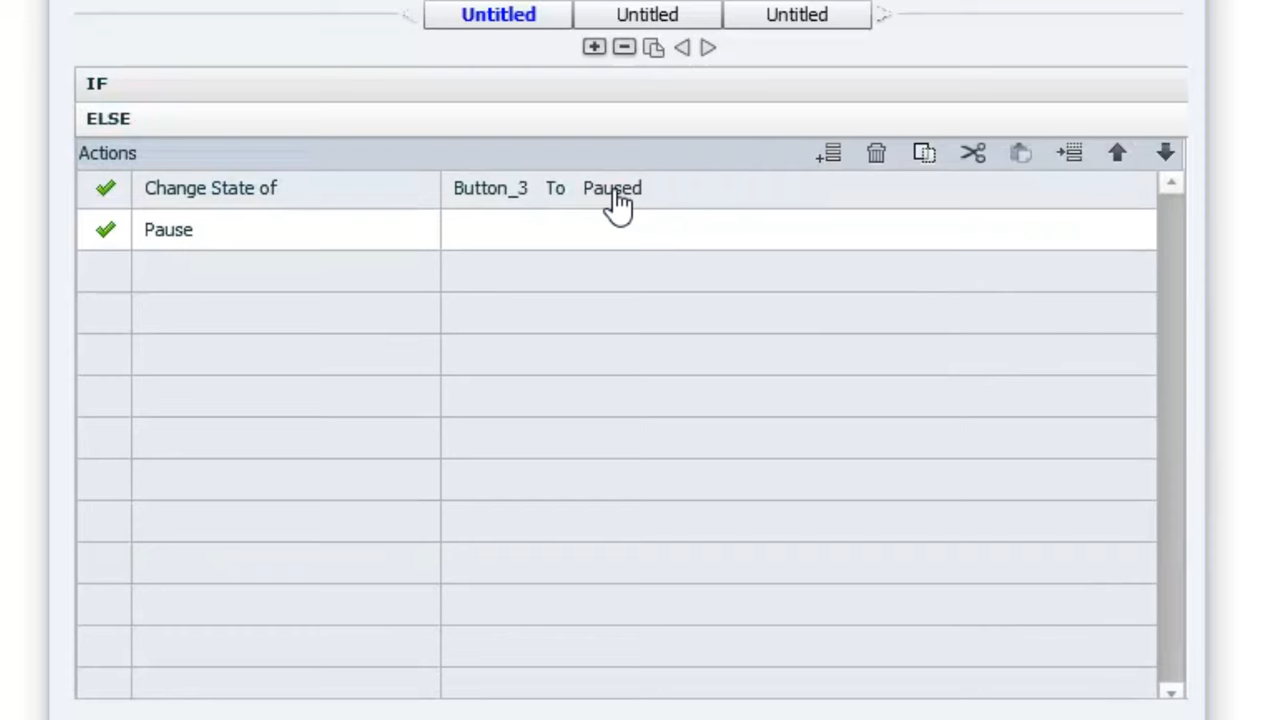 Untitled Untitled Untitled
IF
ELSE
Actions
Change State of Button_3 To Paused
Pause